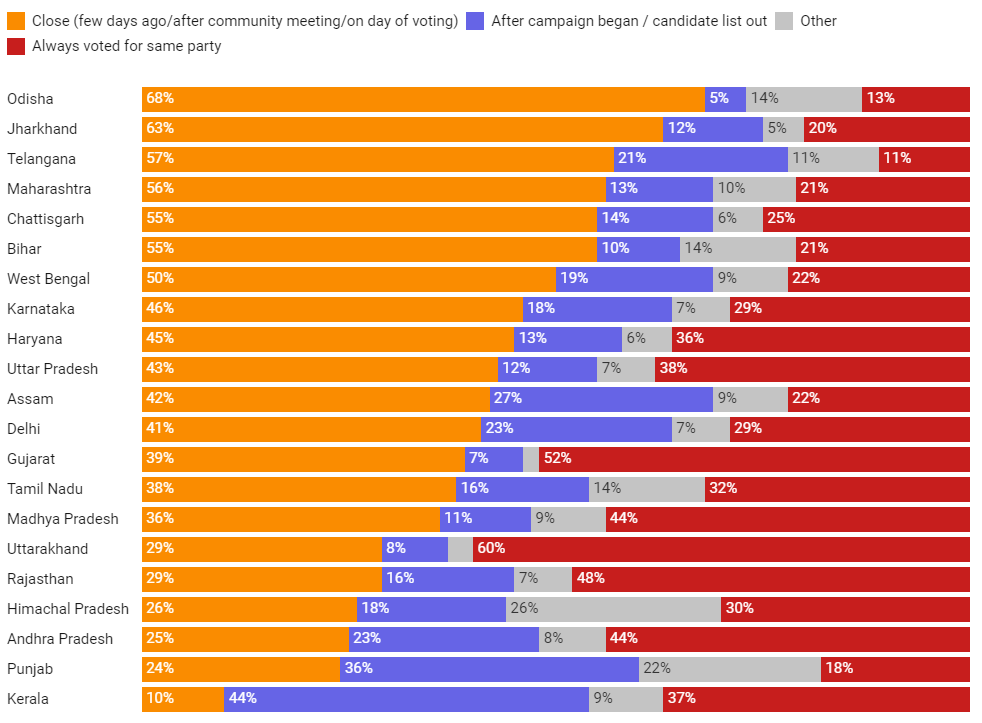 Close (few days ago/after community meeting/on day of voting) After campaign began / candidate list out Other
Always voted for same party
Odisha 68% 5% 14% 13%
Jharkhand 63% 12% 5% 20%
Telangana 57% 21% 11% 11%
Maharashtra 56% 13% 10% 21%
Chattisgarh 55% 14% 6% 25%
Bihar 55% 10% 14% 21%
West Bengal 50% 19% 9% 22%
Karnataka 46% 18% 7% 29%
Haryana 45% 13% 6% 36%
Uttar Pradesh 43% 12% 7% 38%
Assam 42% 27% 9% 22%
Delhi 41% 23% 7% 29%
Gujarat 39% 7% 52%
Tamil Nadu 38% 16% 14% 32%
Madhya Pradesh 36% 11% 9% 44%
Uttarakhand 29% 8% 60%
Rajasthan 29% 16% 7% 48%
Himachal Pradesh 26% 18% 26% 30%
Andhra Pradesh 25% 23% 8% 44%
Punjab 24% 36% 22% 18%
Kerala 10% 44% 9% 37%